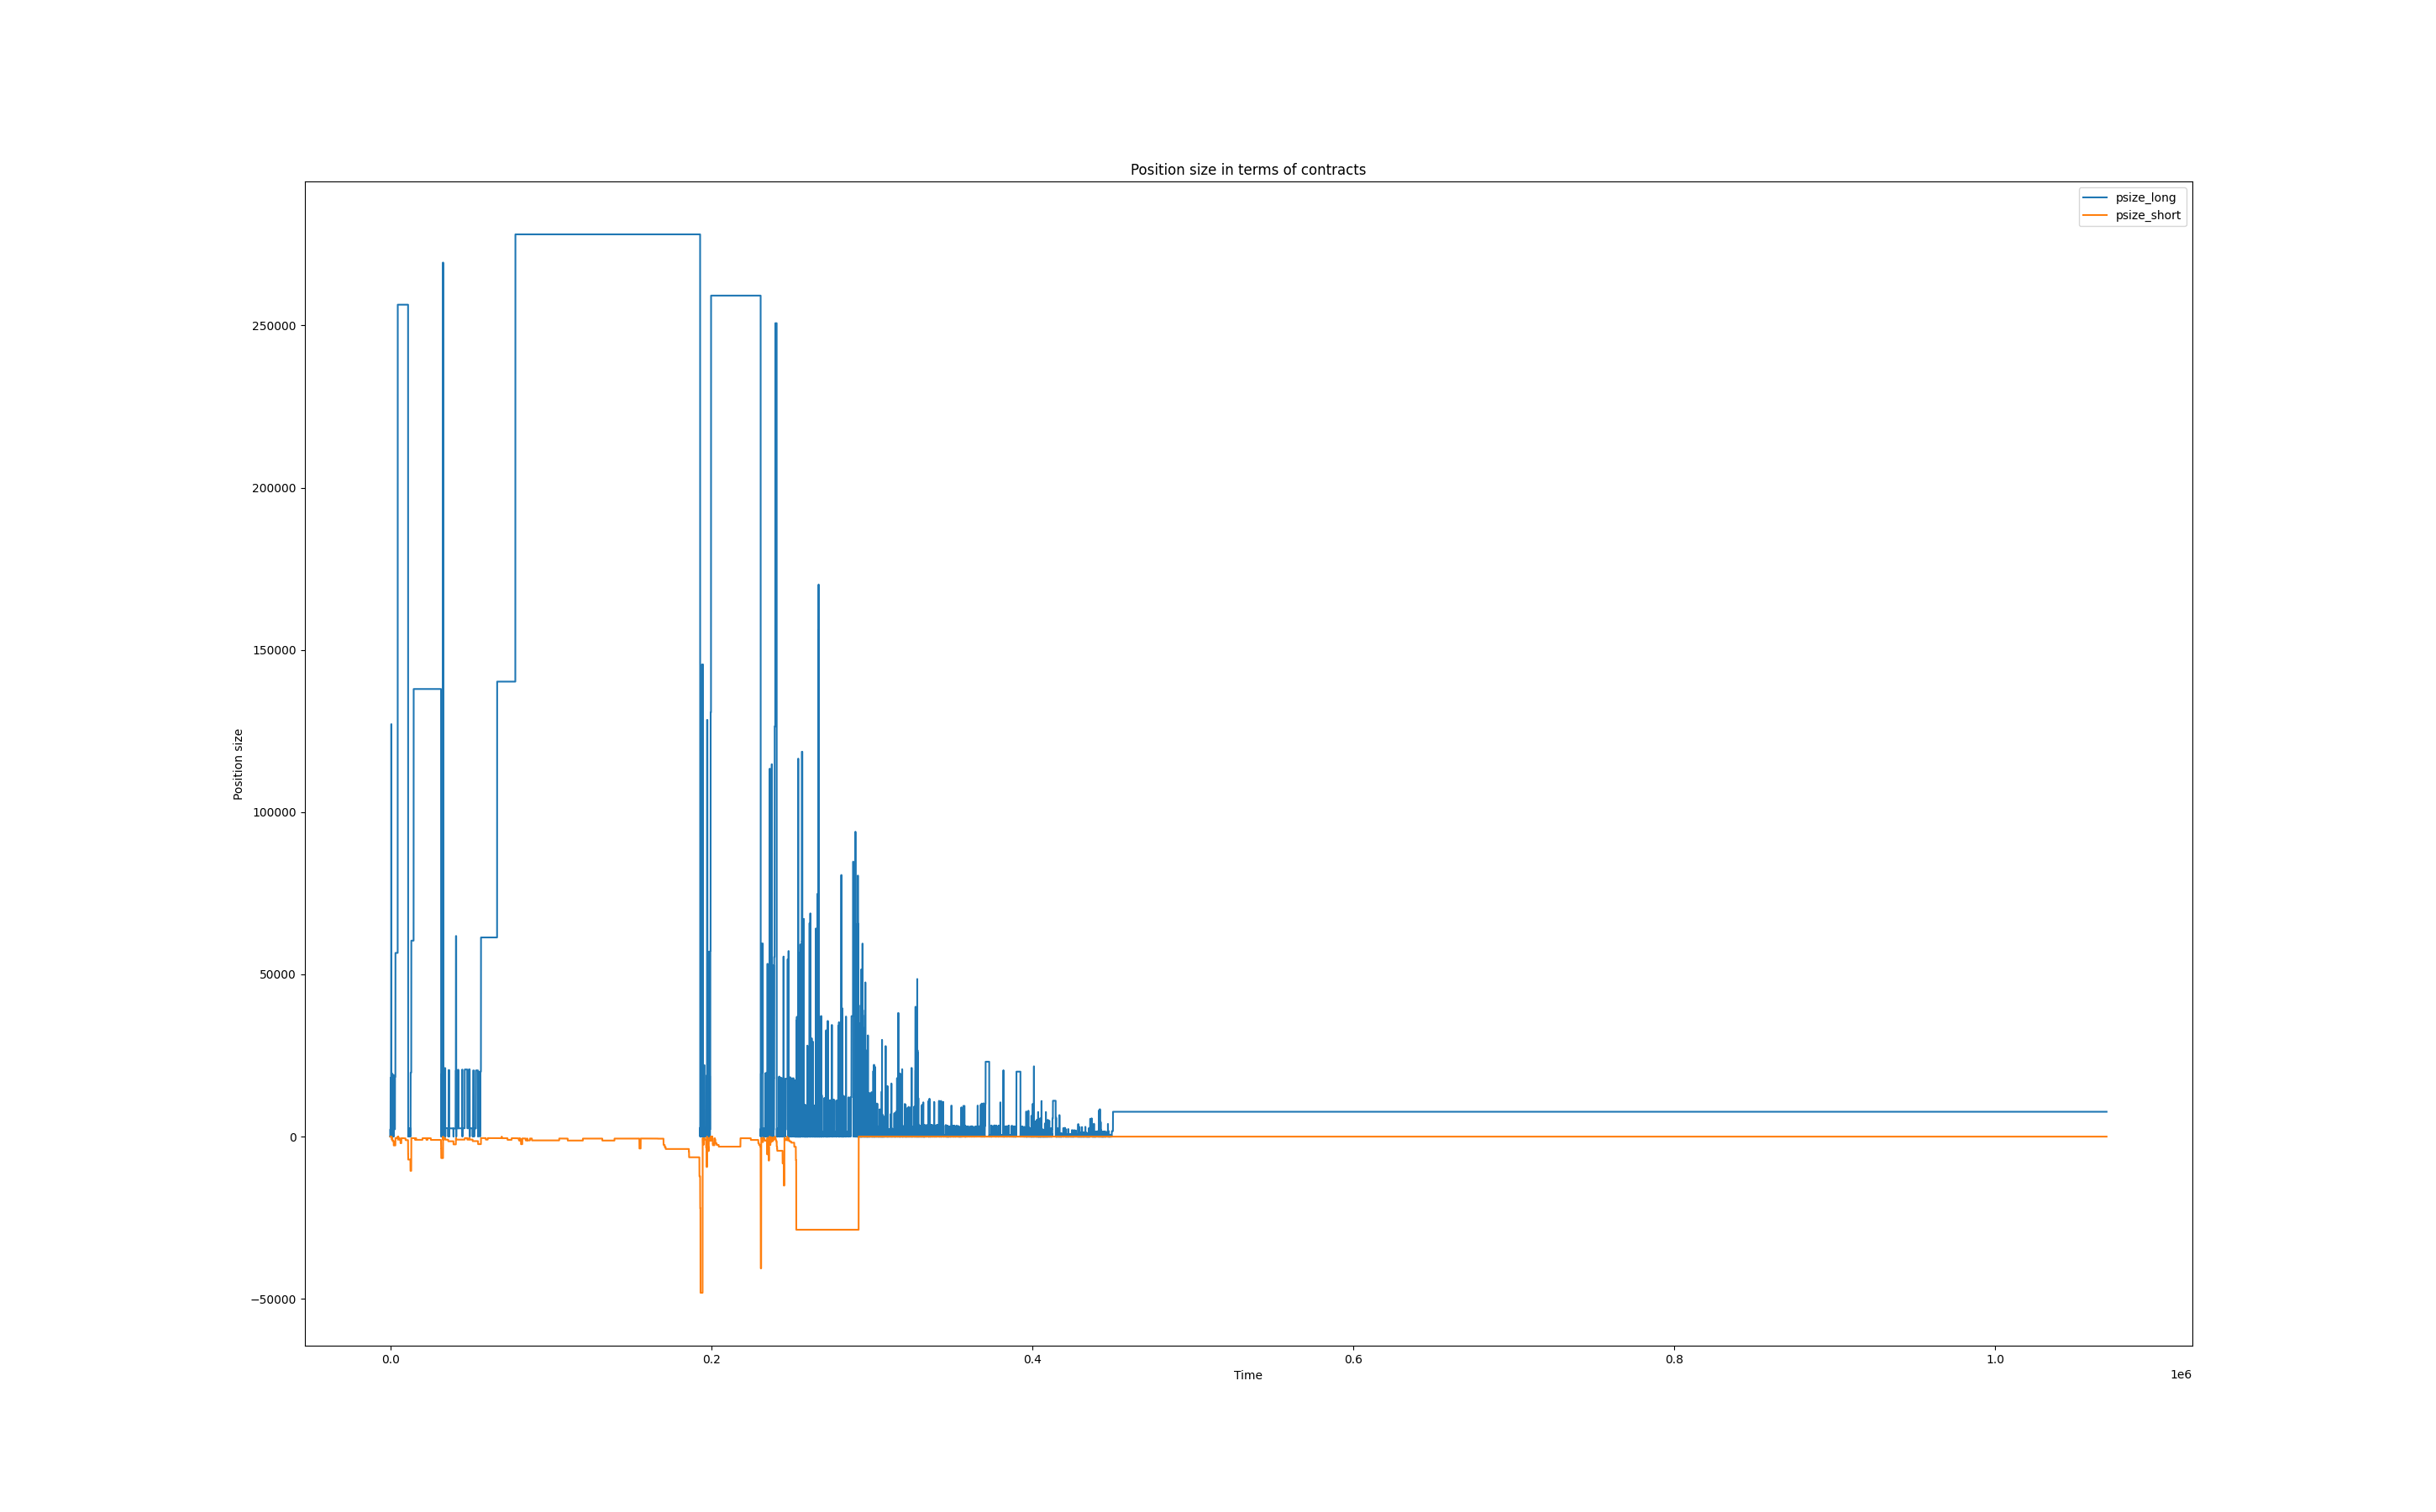 Position size in terms of contracts
psize_long
psize_short
Position size
250000
200000
150000
100000
50000
0
−50000
0.0 0.2 0.4 0.6 0.8 1.0
Time
1e6